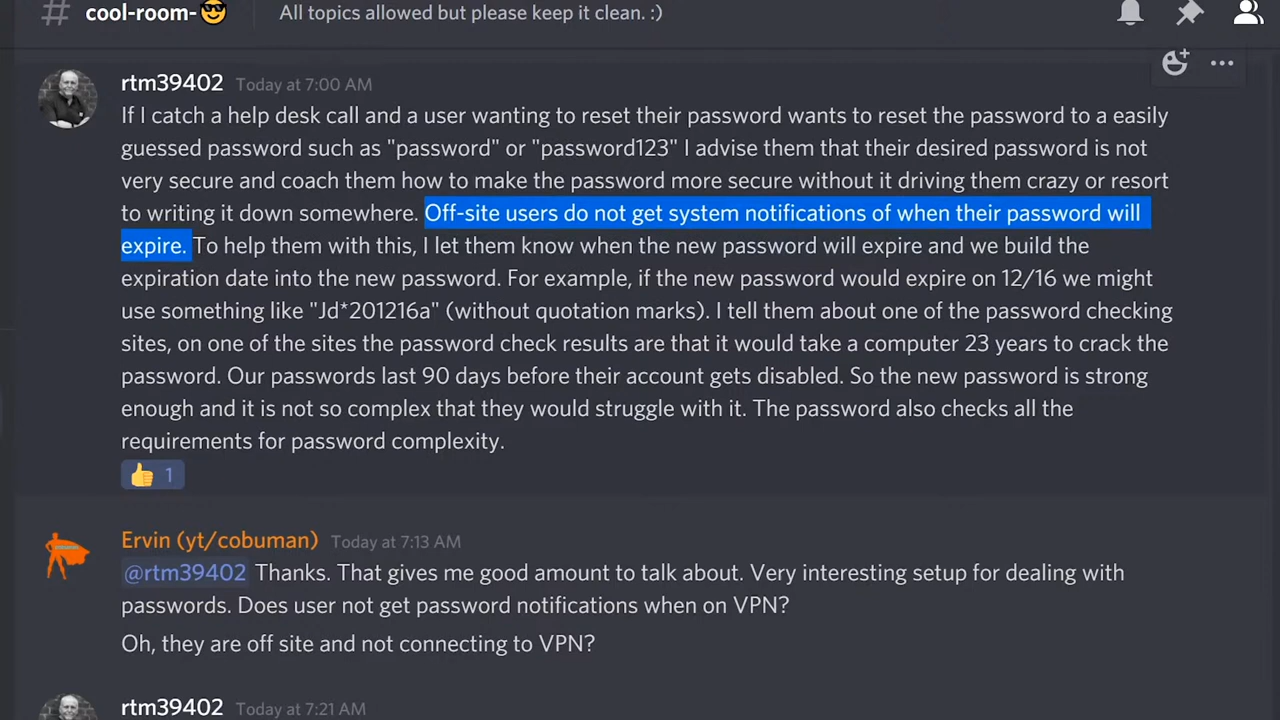 # cool-room-😎 All topics allowed but please keep it clean. :)
rtm39402 Today at 7:00 AM
If I catch a help desk call and a user wanting to reset their password wants to reset the password to a easily
guessed password such as "password" or "password123" I advise them that their desired password is not
very secure and coach them how to make the password more secure without it driving them crazy or resort
to writing it down somewhere. Off-site users do not get system notifications of when their password will
expire. To help them with this, I let them know when the new password will expire and we build the
expiration date into the new password. For example, if the new password would expire on 12/16 we might
use something like "Jd*201216a" (without quotation marks). I tell them about one of the password checking
sites, on one of the sites the password check results are that it would take a computer 23 years to crack the
password. Our passwords last 90 days before their account gets disabled. So the new password is strong
enough and it is not so complex that they would struggle with it. The password also checks all the
requirements for password complexity.
👍 1
Ervin (yt/cobuman) Today at 7:13 AM
@rtm39402 Thanks. That gives me good amount to talk about. Very interesting setup for dealing with
passwords. Does user not get password notifications when on VPN?
Oh, they are off site and not connecting to VPN?
rtm39402 Today at 7:21 AM